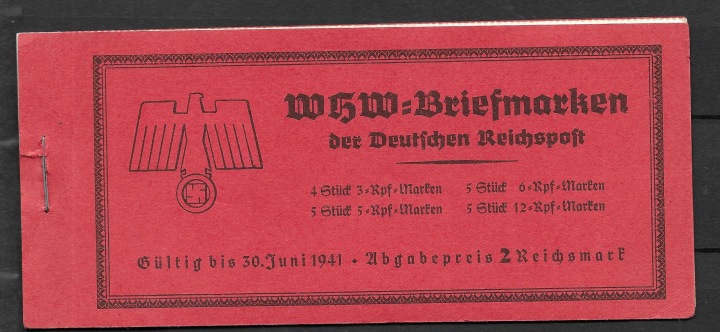 WHW-Briefmarken
der Deutschen Reichspost
4 Stück 3-Rpf-Marken 5 Stück 6-Rpf-Marken
5 Stück 5-Rpf-Marken 5 Stück 12-Rpf-Marken
Gültig bis 30. Juni 1941 • Abgabepreis 2 Reichsmark